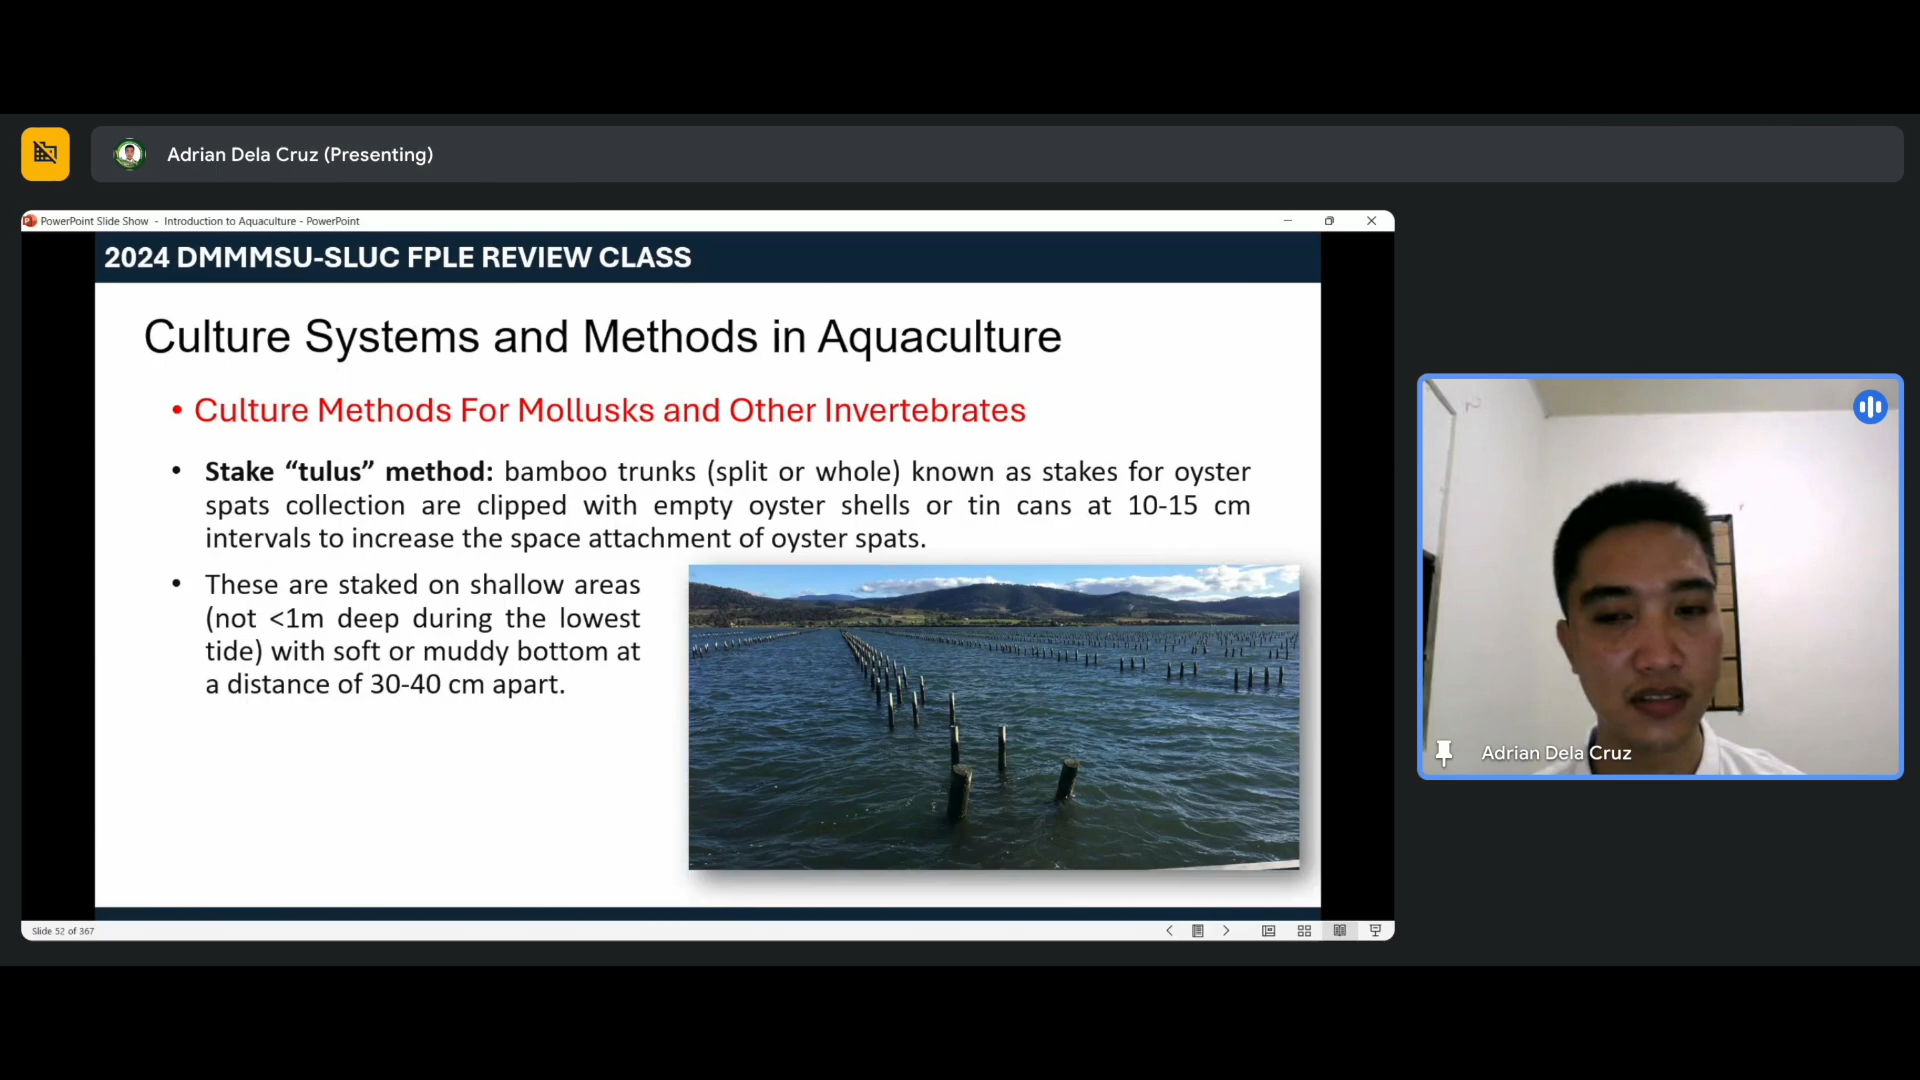 Adrian Dela Cruz (Presenting)
PowerPoint Slide Show - Introduction to Aquaculture - PowerPoint
2024 DMMMSU-SLUC FPLE REVIEW CLASS
Culture Systems and Methods in Aquaculture
• Culture Methods For Mollusks and Other Invertebrates
• Stake “tulus” method: bamboo trunks (split or whole) known as stakes for oyster
spats collection are clipped with empty oyster shells or tin cans at 10-15 cm
intervals to increase the space attachment of oyster spats.
• These are staked on shallow areas
(not <1m deep during the lowest
tide) with soft or muddy bottom at
a distance of 30-40 cm apart.
Adrian Dela Cruz
Slide 52 of 367